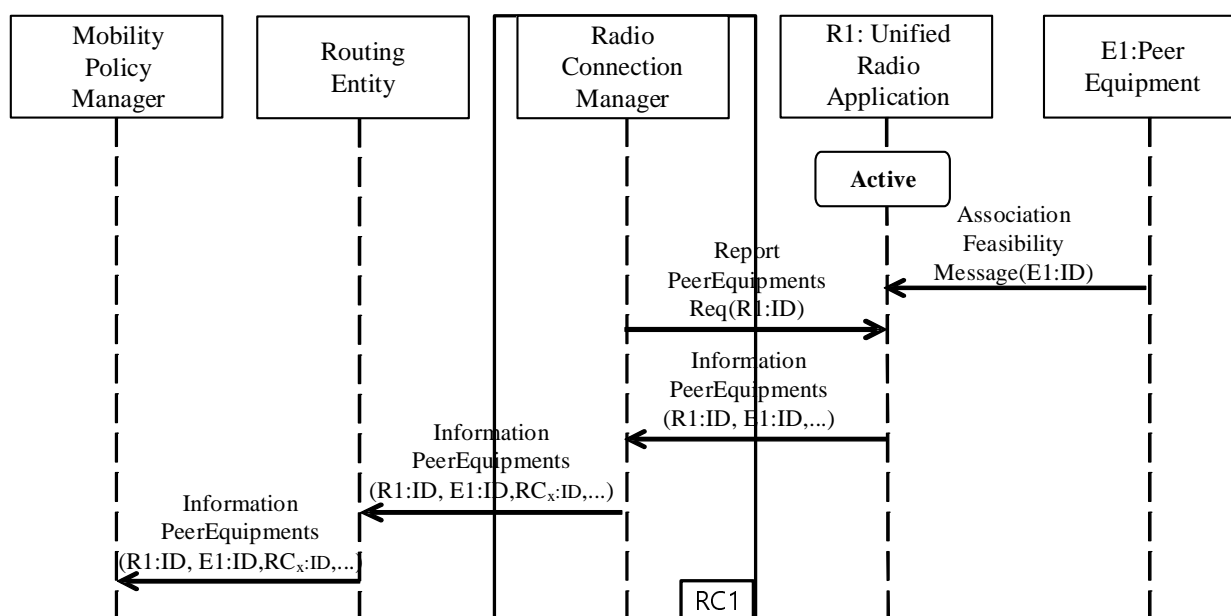 Mobility
Policy
Manager
Routing
Entity
Radio
Connection
Manager
R1: Unified
Radio
Application
E1:Peer
Equipment
Active
Association
Feasibility
Message(E1:ID)
Report
PeerEquipments
Req(R1:ID)
Information
PeerEquipments
(R1:ID, E1:ID,...)
Information
PeerEquipments
(R1:ID, E1:ID,RCx:ID,...)
Information
PeerEquipments
(R1:ID, E1:ID,RCx:ID,...)
RC1